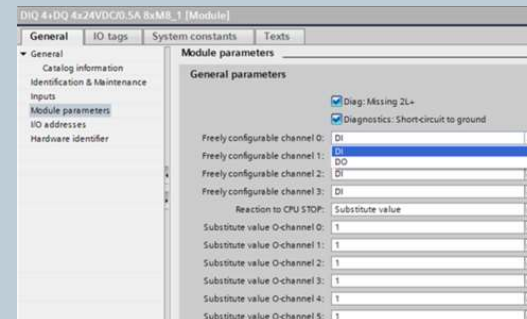 DIQ 4+DQ 4x24VDC/0.5A 8xM8_1 [Module]
General IO tags System constants Texts
General
Catalog information
Identification & Maintenance
Inputs
Module parameters
I/O addresses
Hardware identifier
Module parameters
General parameters
Diag: Missing 2L+
Diagnostics: Short-circuit to ground
Freely configurable channel 0: DI
DI
Freely configurable channel 1:
DO
Freely configurable channel 2: DI
Freely configurable channel 3: DI
Reaction to CPU STOP: Substitute value
Substitute value O-channel 0: 1
Substitute value O-channel 1: 1
Substitute value O-channel 2: 1
Substitute value O-channel 3: 1
Substitute value O-channel 4: 1
Substitute value O-channel 5: 1